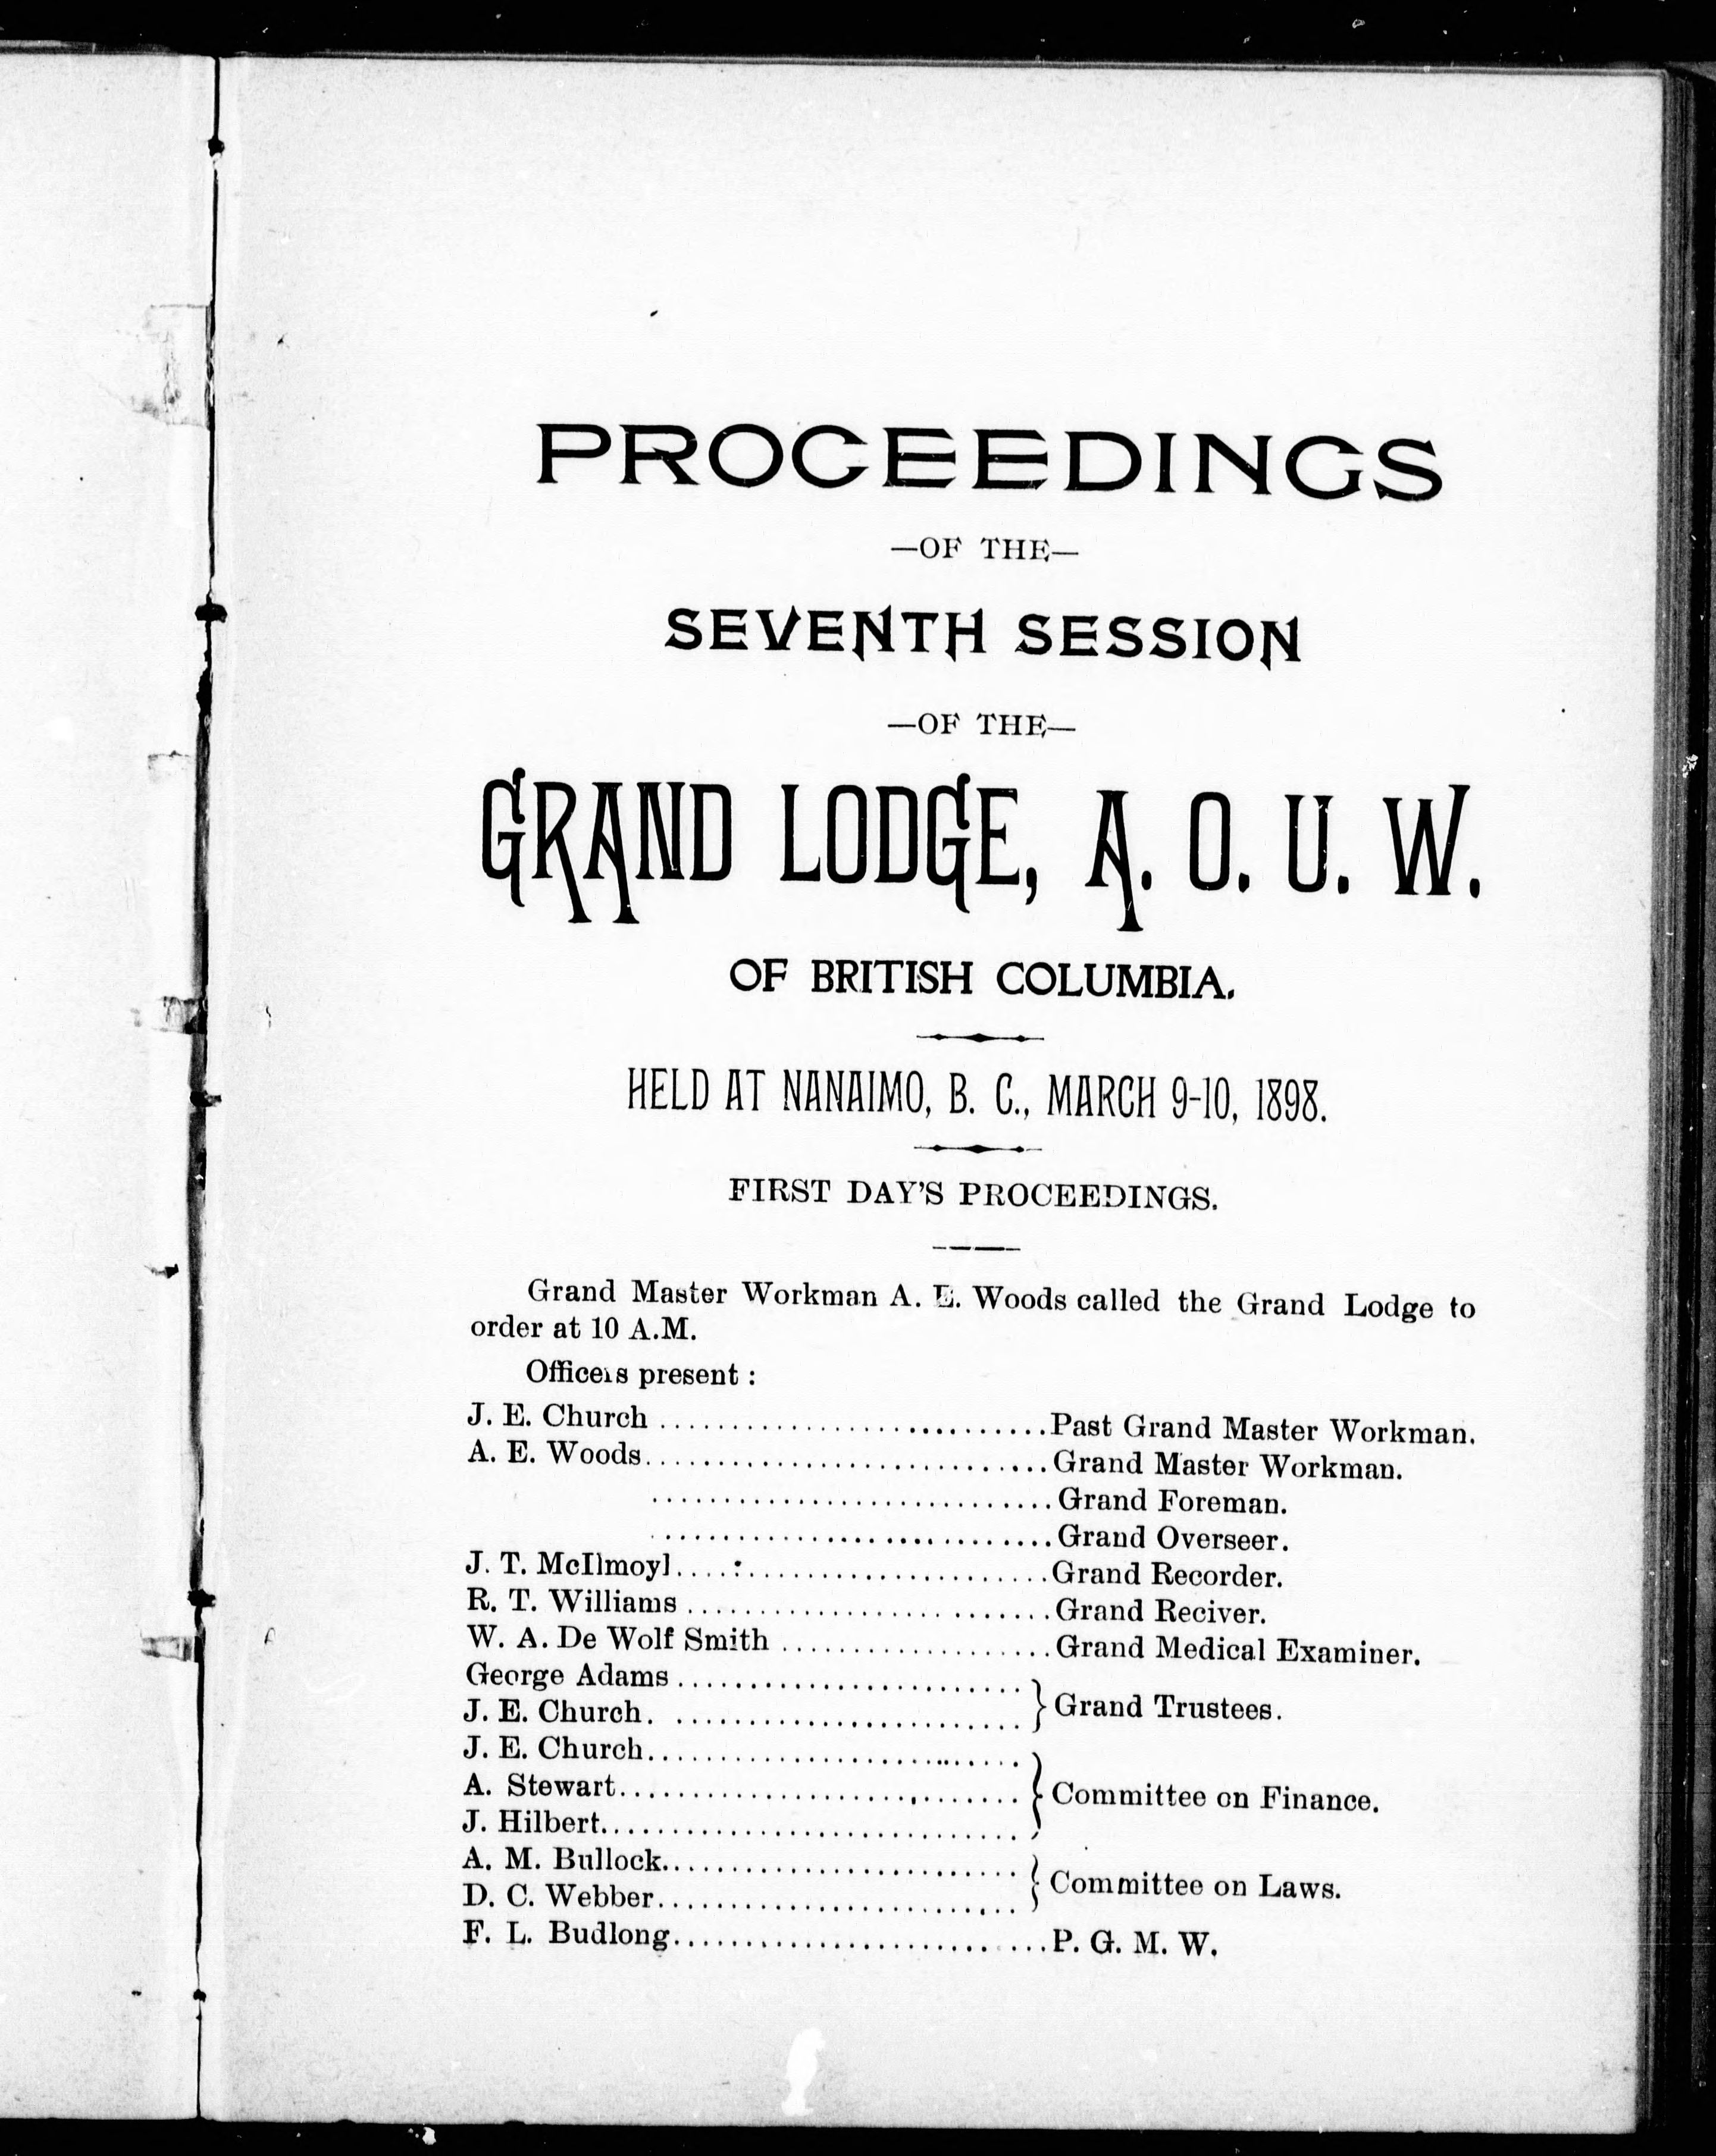 PROCEEDINGS
—OF THE—
SEVENTH SESSION
—OF THE—
GRAND LODGE, A. O. U. W.
OF BRITISH COLUMBIA.
HELD AT NANAIMO, B. C., MARCH 9-10, 1898.
FIRST DAY'S PROCEEDINGS.
Grand Master Workman A. E. Woods called the Grand Lodge to
order at 10 A.M.
Officers present :
J. E. Church ........................... Past Grand Master Workman.
A. E. Woods............................ Grand Master Workman.
............................ Grand Foreman.
............................ Grand Overseer.
J. T. McIlmoyl....:..................... Grand Recorder.
R. T. Williams ......................... Grand Reciver.
W. A. De Wolf Smith ................... Grand Medical Examiner.
George Adams ........................ } Grand Trustees.
J. E. Church. ........................
J. E. Church..........................
A. Stewart............................ } Committee on Finance.
J. Hilbert.............................
A. M. Bullock......................... } Committee on Laws.
D. C. Webber.........................
F. L. Budlong.......................... P. G. M. W.